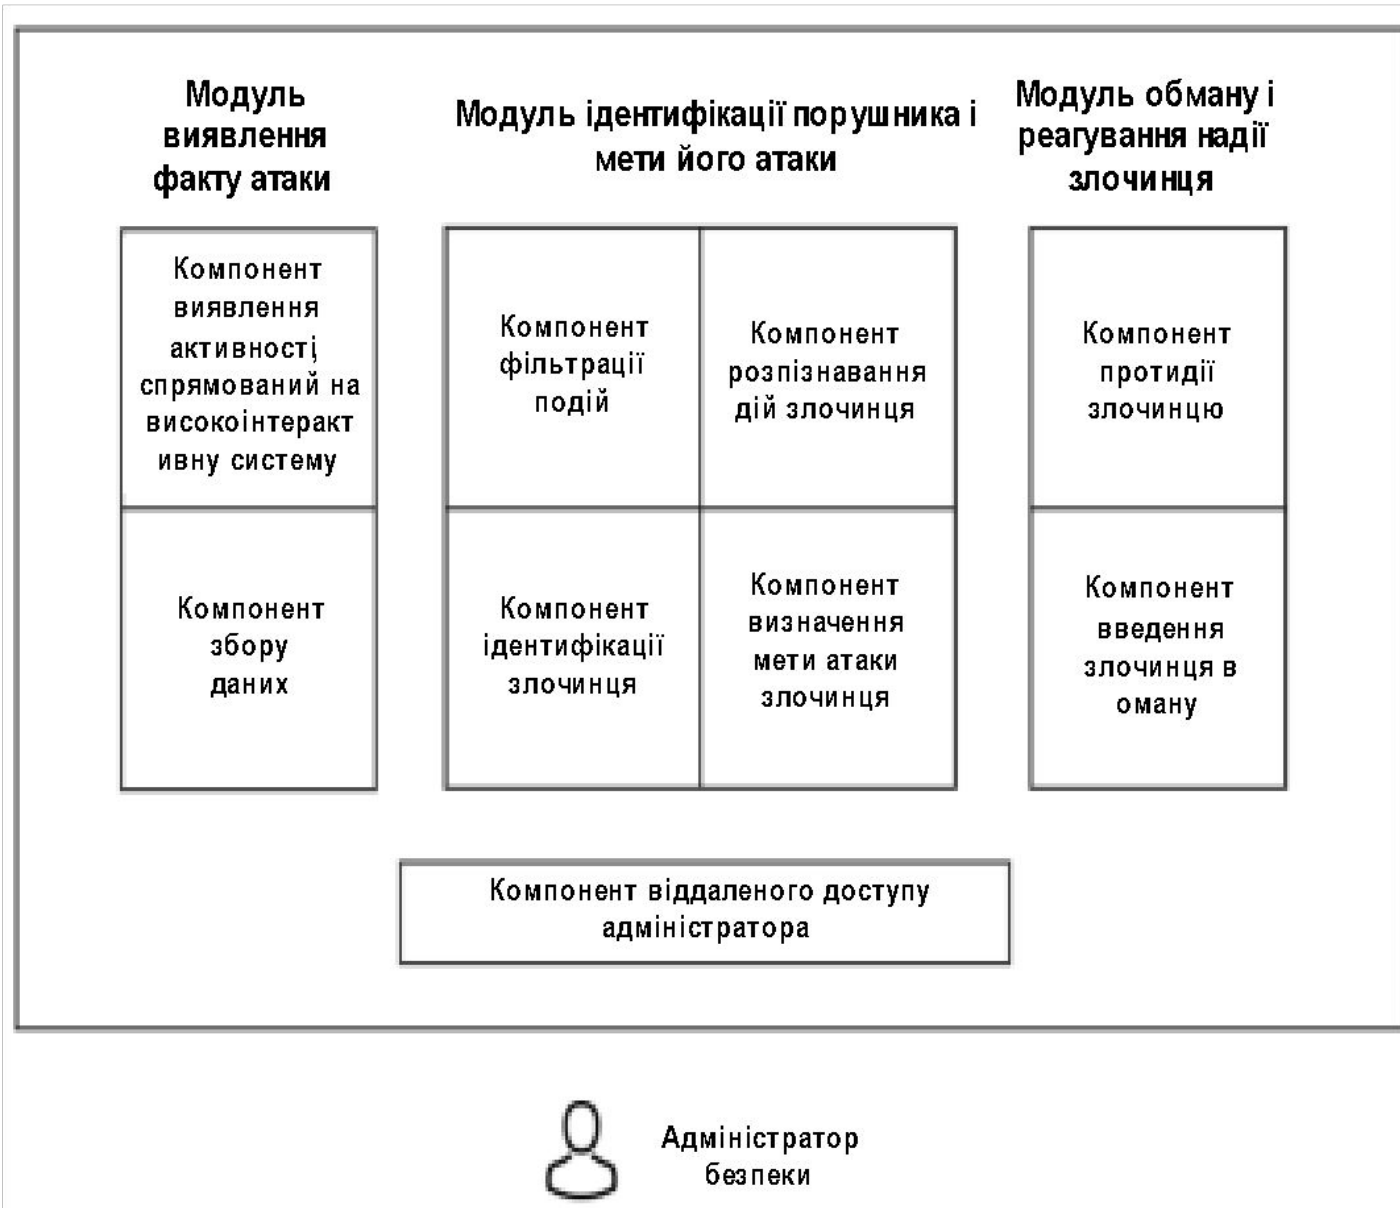 Модуль
виявлення
факту атаки
Модуль ідентифікації порушника і
мети його атаки
Модуль обману і
реагування надії
злочинця
Компонент
виявлення
активності,
спрямований на
високоінтеракт
ивну систему
Компонент
фільтрації
подій
Компонент
розпізнавання
дій злочинця
Компонент
протидії
злочинцю
Компонент
збору
даних
Компонент
ідентифікації
злочинця
Компонент
визначення
мети атаки
злочинця
Компонент
введення
злочинця в
оману
Компонент віддаленого доступу
адміністратора
Адміністратор
безпеки